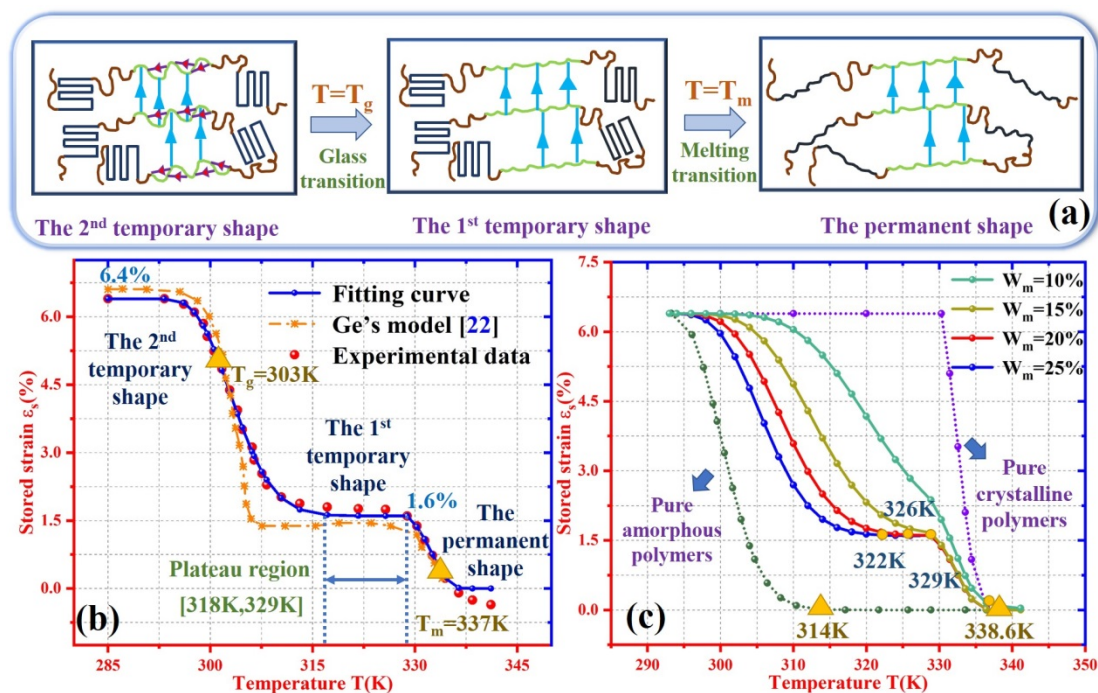 T=Tg
Glass
transition
T=Tm
Melting
transition
The 2nd temporary shape
The 1st temporary shape
The permanent shape
(a)
6.4%
Fitting curve
Ge's model [22]
Experimental data
The 2nd
temporary
shape
Tg=303K
The 1st
temporary
shape
1.6%
The
permanent
shape
Plateau region
[318K,329K]
Tm=337K
(b)
Stored strain εs(%)
6.0
4.5
3.0
1.5
0.0
285
300
315
330
345
Temperature T(K)
Wm=10%
Wm=15%
Wm=20%
Wm=25%
Pure
amorphous
polymers
Pure
crystalline
polymers
326K
322K
329K
314K
338.6K
(c)
Stored strain εs(%)
7.5
6.0
4.5
3.0
1.5
0.0
290
300
310
320
330
340
350
Temperature T(K)